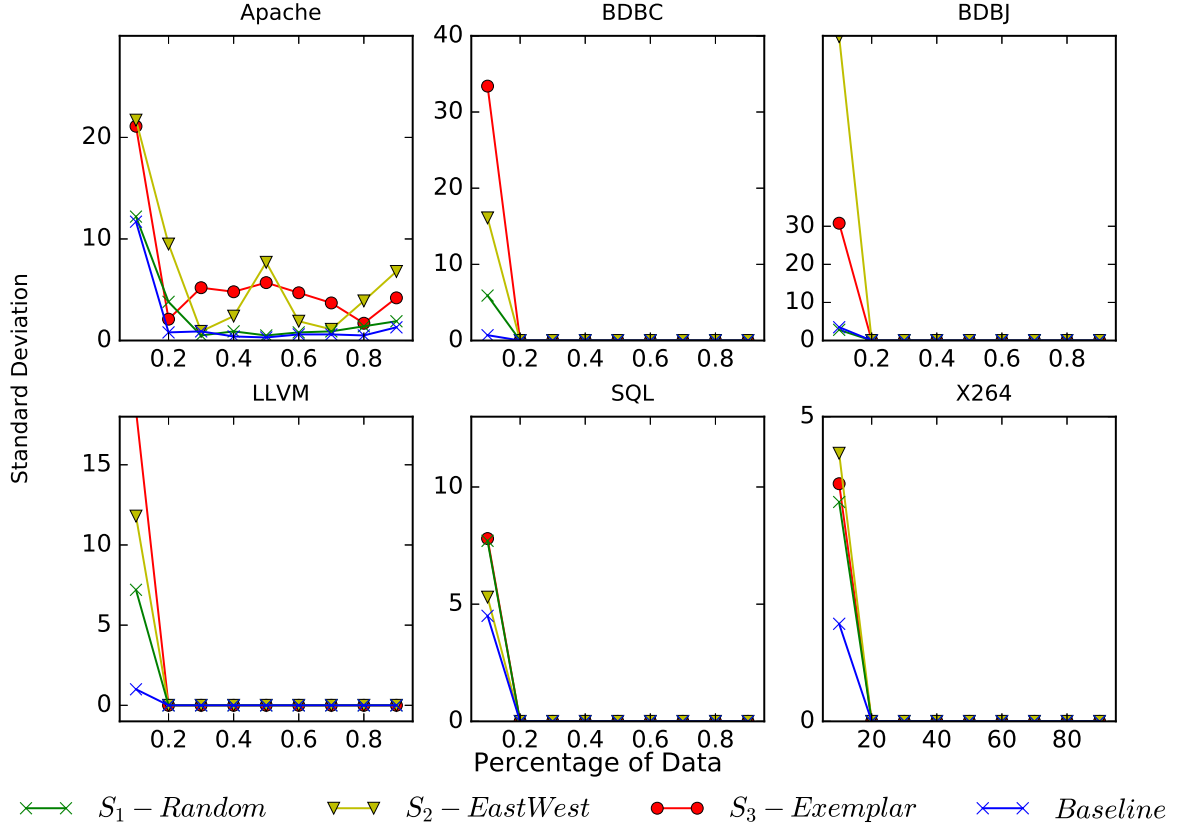 Apache
BDBC
BDBJ
20
10
0
0.2 0.4 0.6 0.8
40
30
20
10
0
0.2 0.4 0.6 0.8
30
20
10
0
0.2 0.4 0.6 0.8
Standard Deviation
LLVM
SQL
X264
15
10
5
0
0.2 0.4 0.6 0.8
10
5
0
0.2 0.4 0.6 0.8
5
0
20 40 60 80
Percentage of Data
S₁ − Random
S₂ − EastWest
S₃ − Exemplar
Baseline